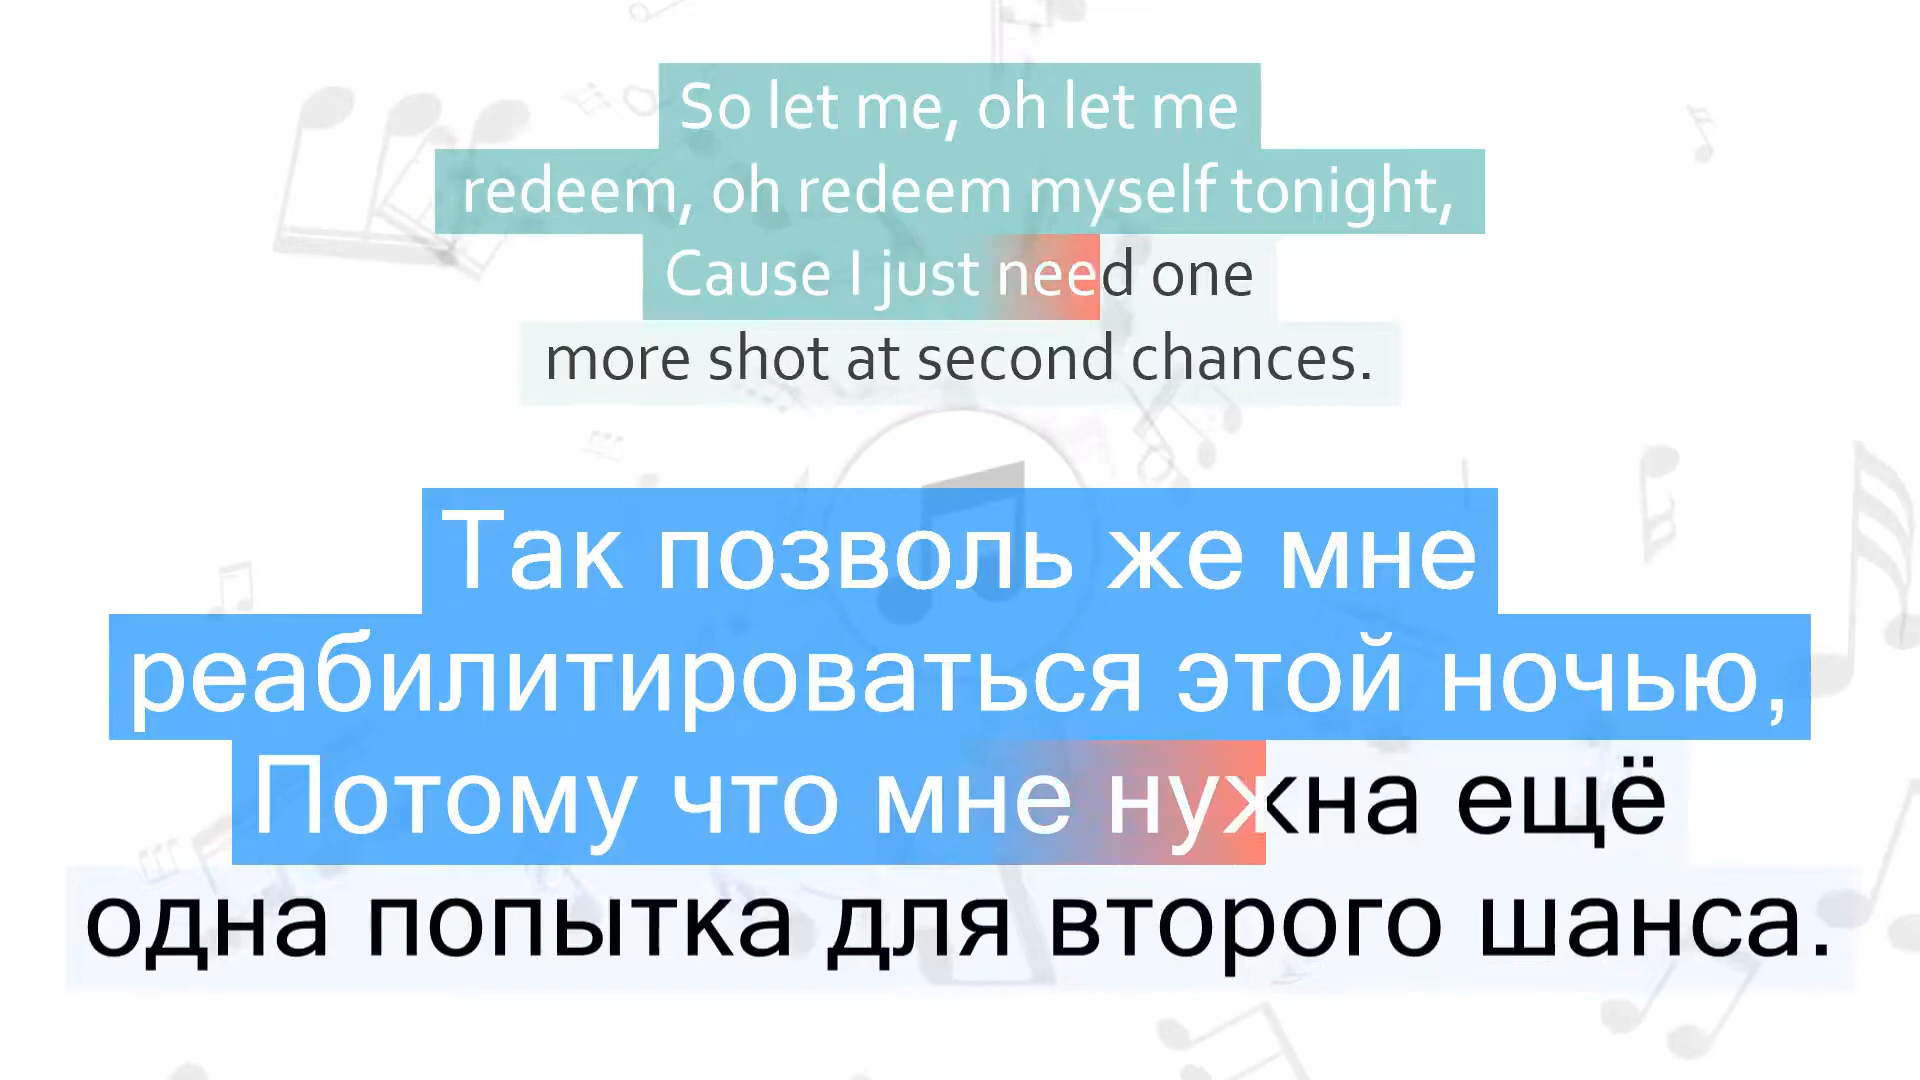 So let me, oh let me
redeem, oh redeem myself tonight,
Cause I just need one
more shot at second chances.
Так позволь же мне
реабилитироваться этой ночью,
Потому что мне нужна ещё
одна попытка для второго шанса.